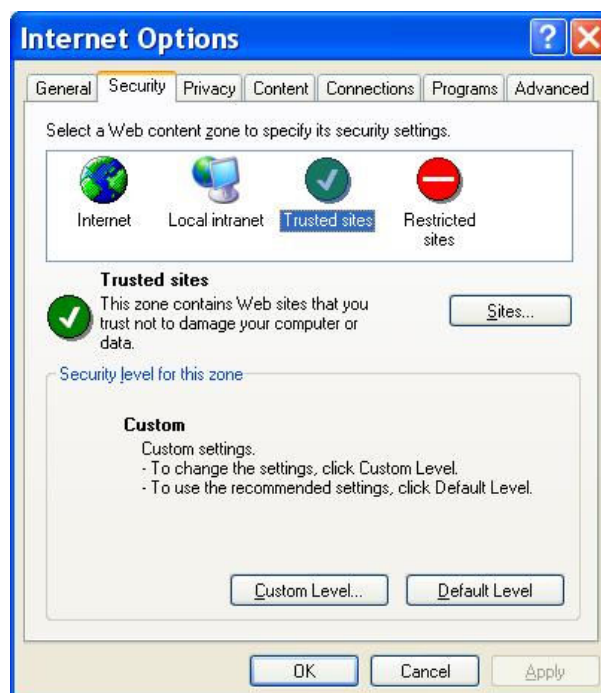 Internet Options
General Security Privacy Content Connections Programs Advanced
Select a Web content zone to specify its security settings.
Internet Local intranet Trusted sites Restricted
sites
Trusted sites
This zone contains Web sites that you
trust not to damage your computer or
data.
Sites...
Security level for this zone
Custom
Custom settings.
- To change the settings, click Custom Level.
- To use the recommended settings, click Default Level.
Custom Level... Default Level
OK Cancel Apply